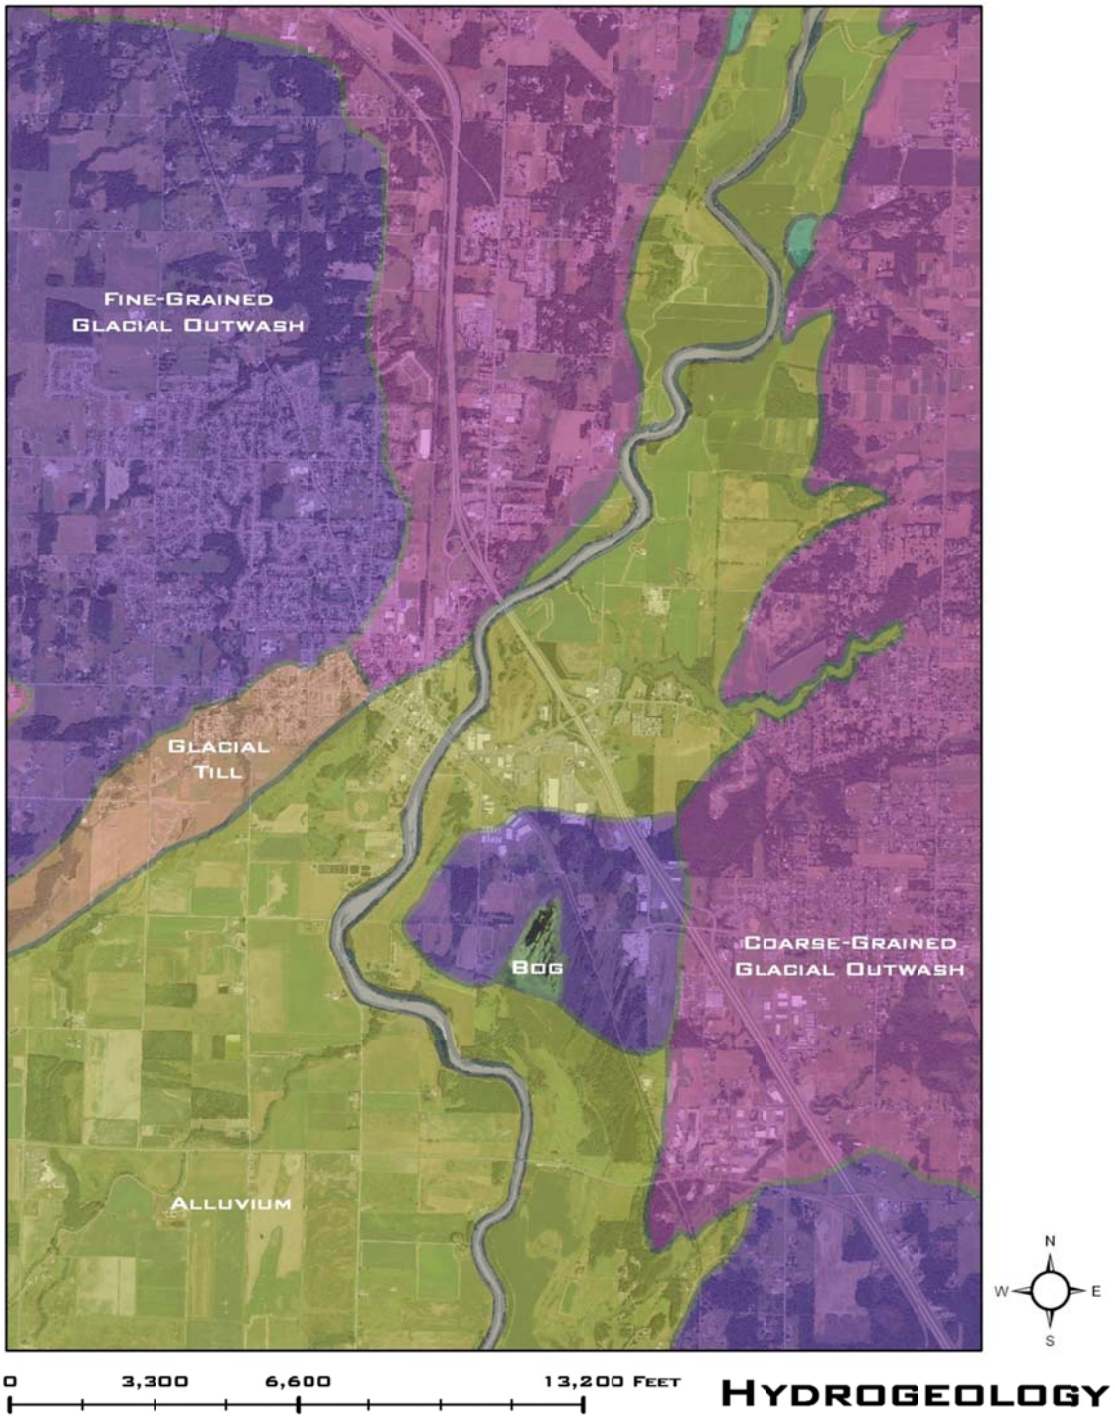 FINE-GRAINED
GLACIAL OUTWASH
GLACIAL
TILL
BOG
COARSE-GRAINED
GLACIAL OUTWASH
ALLUVIUM
N
W E
S
0 3,300 6,600 13,200 FEET
HYDROGEOLOGY